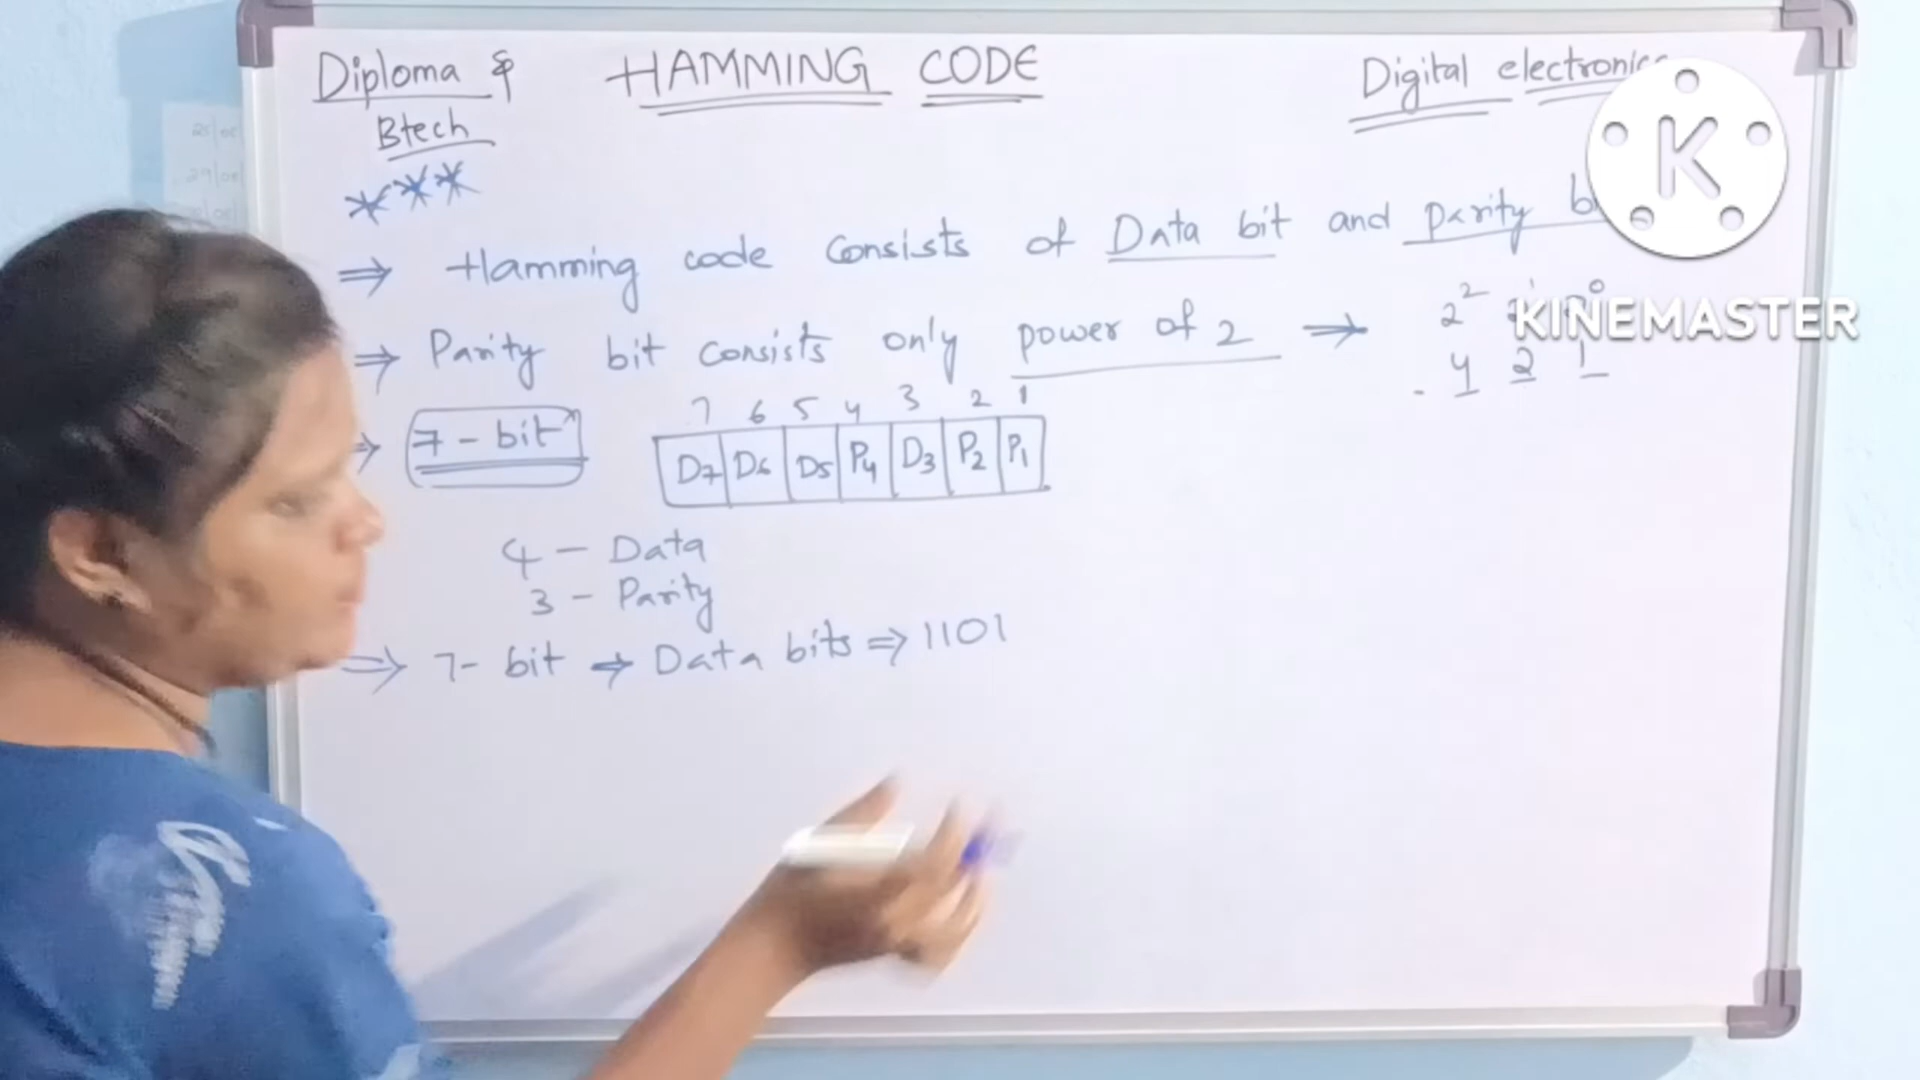 Diploma & HAMMING CODE Digital electronics
Btech
***
⇒ Hamming code consists of Data bit and parity
⇒ Parity bit consists only power of 2 → 2² 2¹ 2⁰
4 2 1
7 6 5 4 3 2 1
⇒ 7-bit D7 D6 D5 P4 D3 P2 P1
4 - Data
3 - Parity
⇒ 7-bit → Data bits ⇒ 1101
K
KINEMASTER